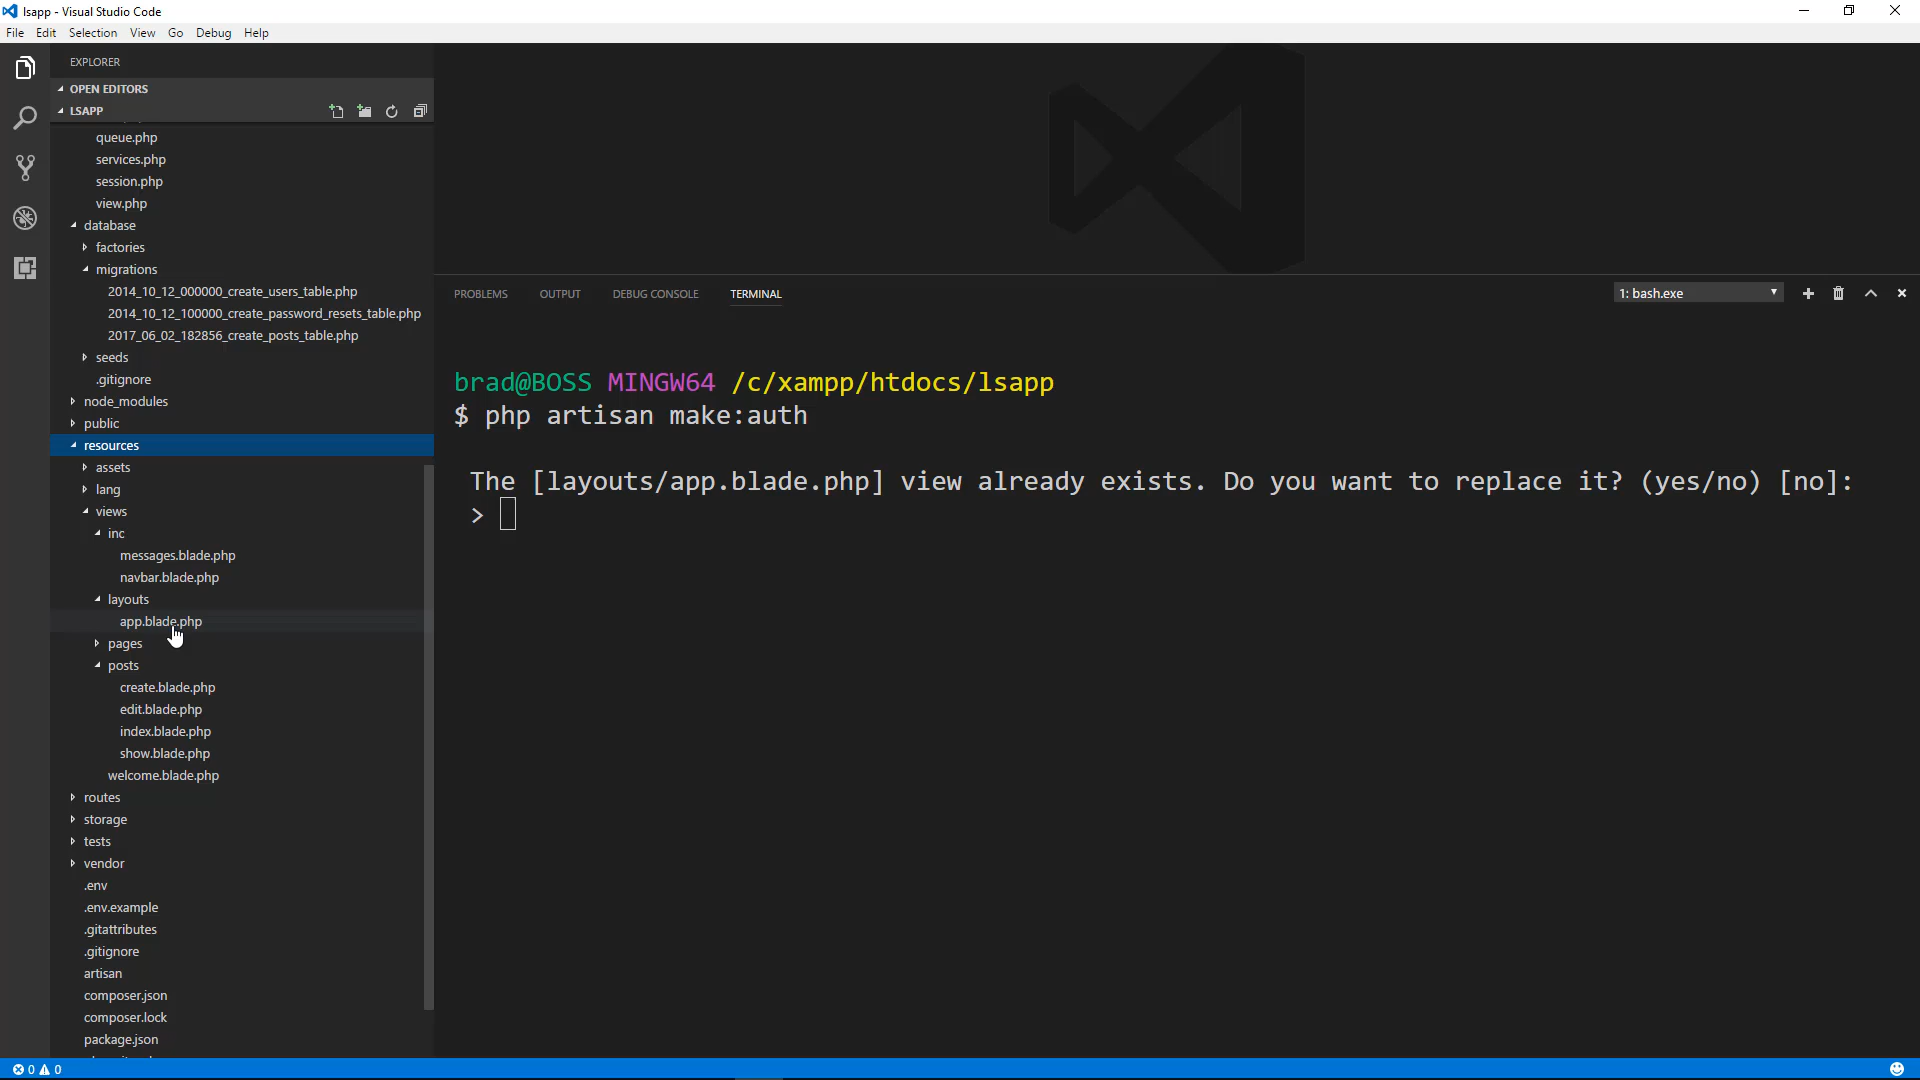 lsapp - Visual Studio Code
File Edit Selection View Go Debug Help
EXPLORER
OPEN EDITORS
LSAPP
queue.php
services.php
session.php
view.php
database
factories
migrations
2014_10_12_000000_create_users_table.php
2014_10_12_100000_create_password_resets_table.php
2017_06_02_182856_create_posts_table.php
seeds
.gitignore
node_modules
public
resources
assets
lang
views
inc
messages.blade.php
navbar.blade.php
layouts
app.blade.php
pages
posts
create.blade.php
edit.blade.php
index.blade.php
show.blade.php
welcome.blade.php
routes
storage
tests
vendor
.env
.env.example
.gitattributes
.gitignore
artisan
composer.json
composer.lock
package.json
PROBLEMS OUTPUT DEBUG CONSOLE TERMINAL
1: bash.exe
brad@BOSS MINGW64 /c/xampp/htdocs/lsapp
$ php artisan make:auth
The [layouts/app.blade.php] view already exists. Do you want to replace it? (yes/no) [no]:
>
0 0